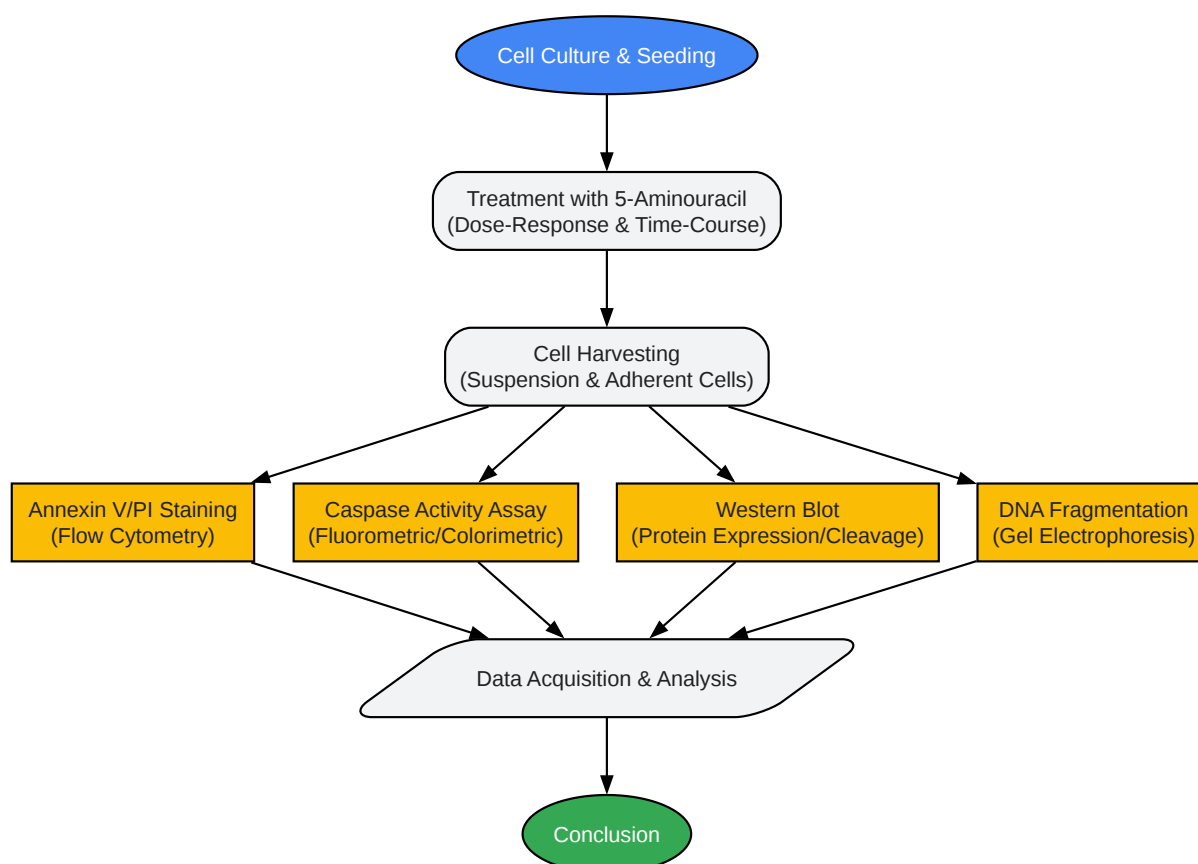 Cell Culture & Seeding
Treatment with 5-Aminouracil
(Dose-Response & Time-Course)
Cell Harvesting
(Suspension & Adherent Cells)
Annexin V/PI Staining
(Flow Cytometry)
Caspase Activity Assay
(Fluorometric/Colorimetric)
Western Blot
(Protein Expression/Cleavage)
DNA Fragmentation
(Gel Electrophoresis)
Data Acquisition & Analysis
Conclusion